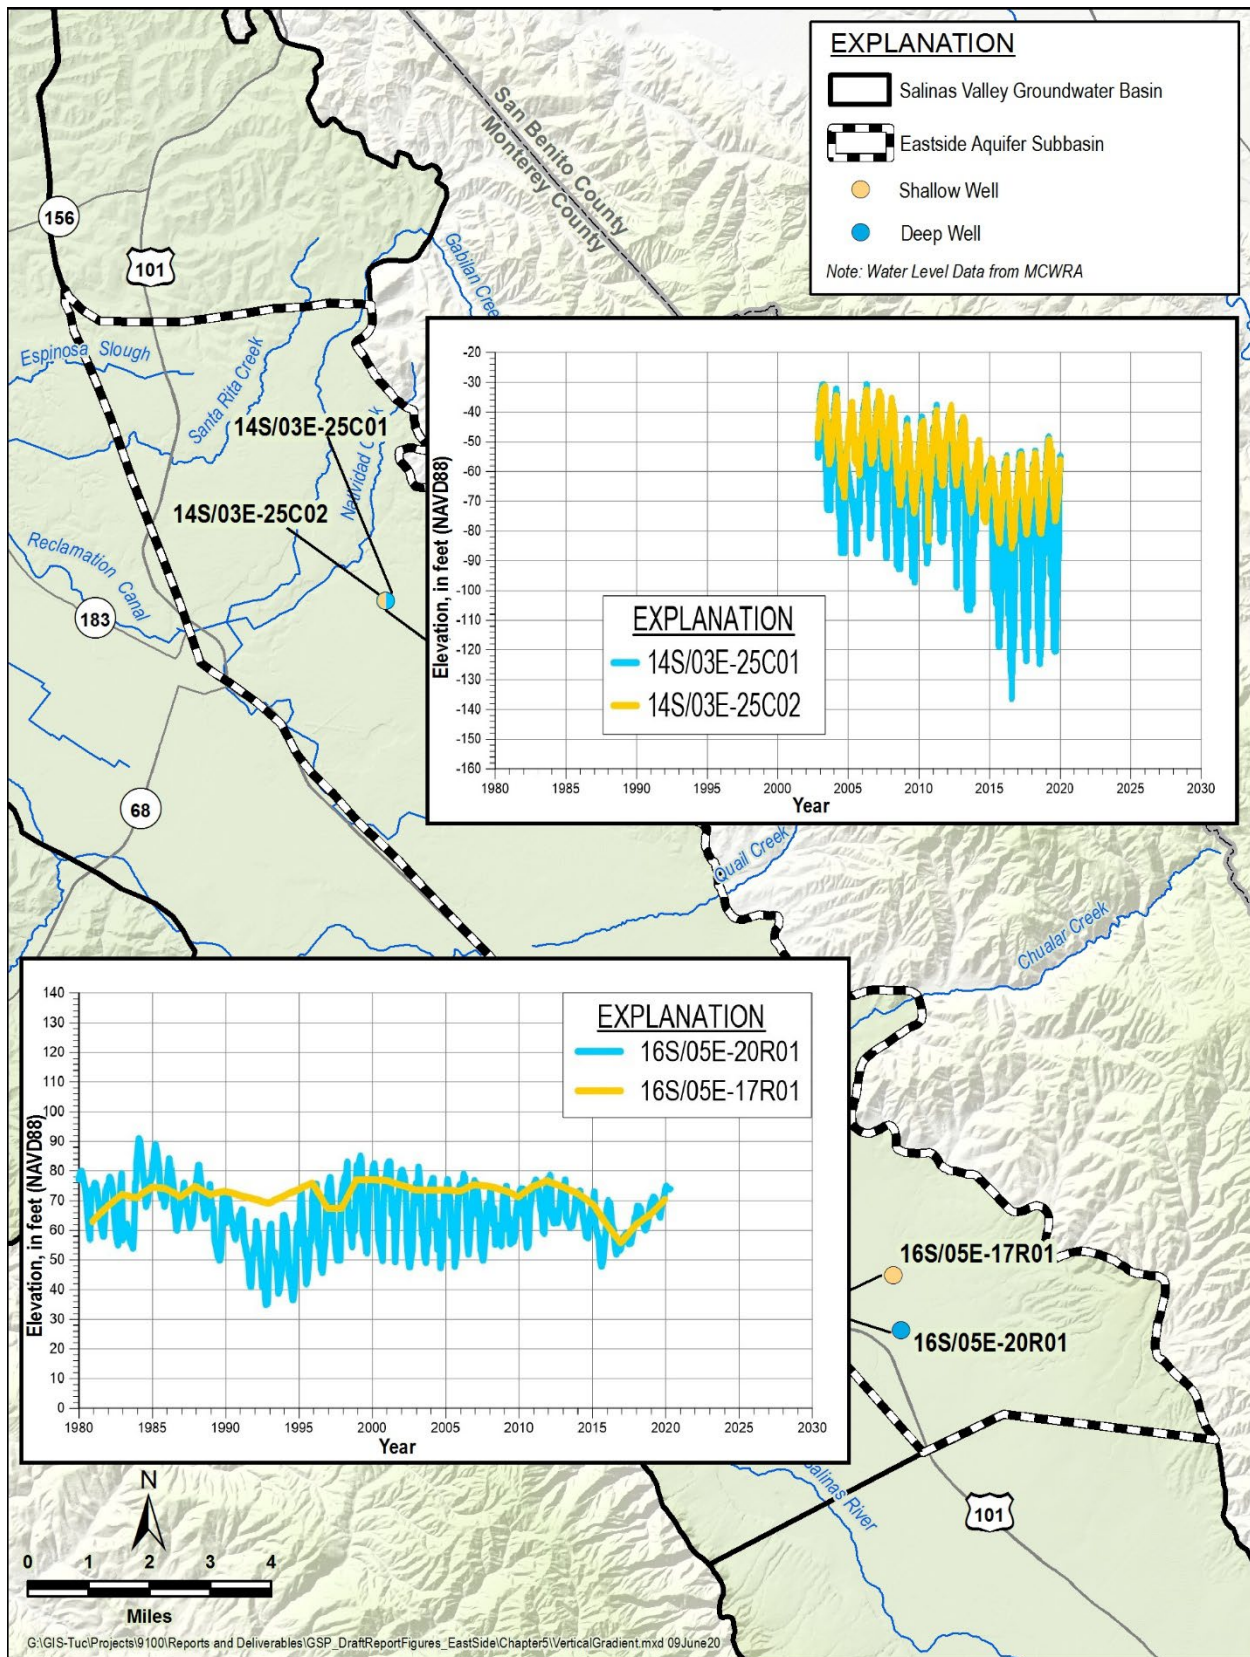 EXPLANATION
Salinas Valley Groundwater Basin
Eastside Aquifer Subbasin
Shallow Well
Deep Well
Note: Water Level Data from MCWRA
San Benito County
Monterey County
156
101
Gabilan Creek
Espinosa Slough
Santa Rita Creek
Natividad Creek
14S/03E-25C01
14S/03E-25C02
Reclamation Canal
183
68
Elevation, in feet (NAVD88)
-20
-30
-40
-50
-60
-70
-80
-90
-100
-110
-120
-130
-140
-150
-160
EXPLANATION
14S/03E-25C01
14S/03E-25C02
1980 1985 1990 1995 2000 2005 2010 2015 2020 2025 2030
Year
Quail Creek
Chualar Creek
Elevation, in feet (NAVD88)
140
130
120
110
100
90
80
70
60
50
40
30
20
10
0
EXPLANATION
16S/05E-20R01
16S/05E-17R01
1980 1985 1990 1995 2000 2005 2010 2015 2020 2025 2030
Year
16S/05E-17R01
16S/05E-20R01
Salinas River
101
N
0 1 2 3 4
Miles
G:\GIS-Tuc\Projects\9100\Reports and Deliverables\GSP_DraftReportFigures_EastSide\Chapter5\VerticalGradient.mxd 09June20